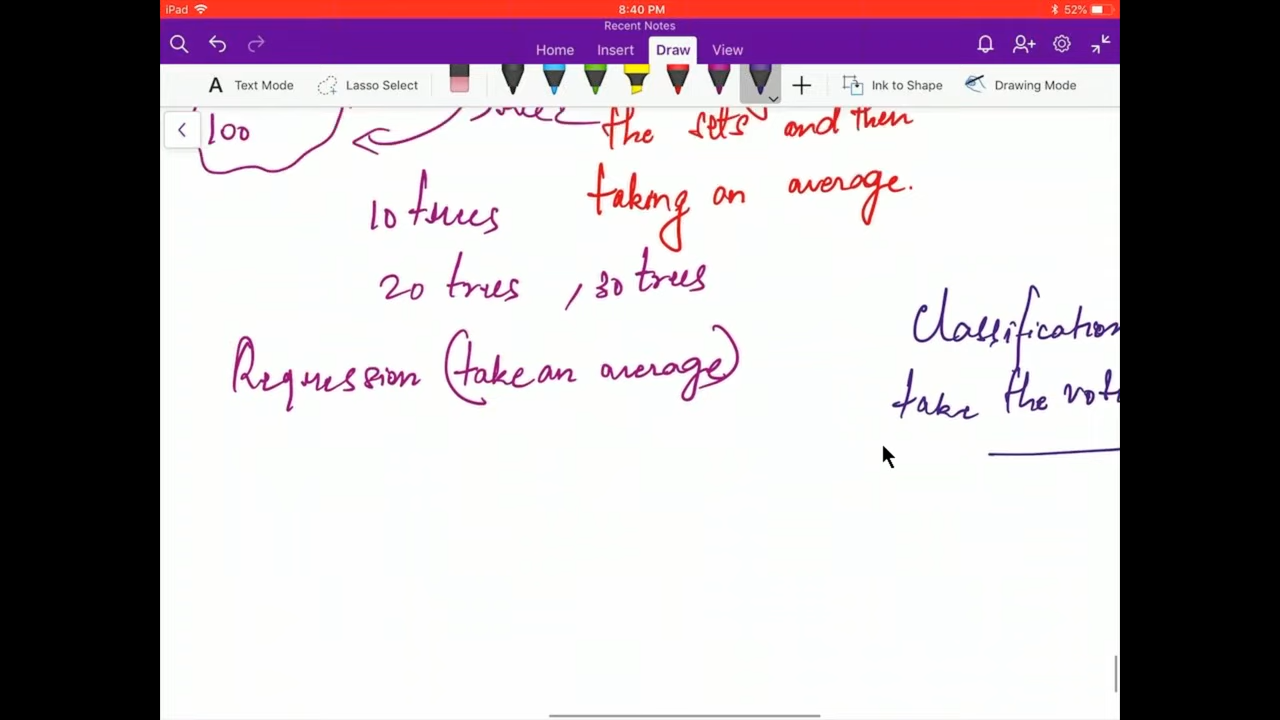 iPad 8:40 PM 52%
Recent Notes
Home Insert Draw View
A Text Mode Lasso Select + Ink to Shape Drawing Mode
100
the sets and then
taking an average.
10 trees
20 trees , 30 trees
Regression (take an average)
Classification
take the vot